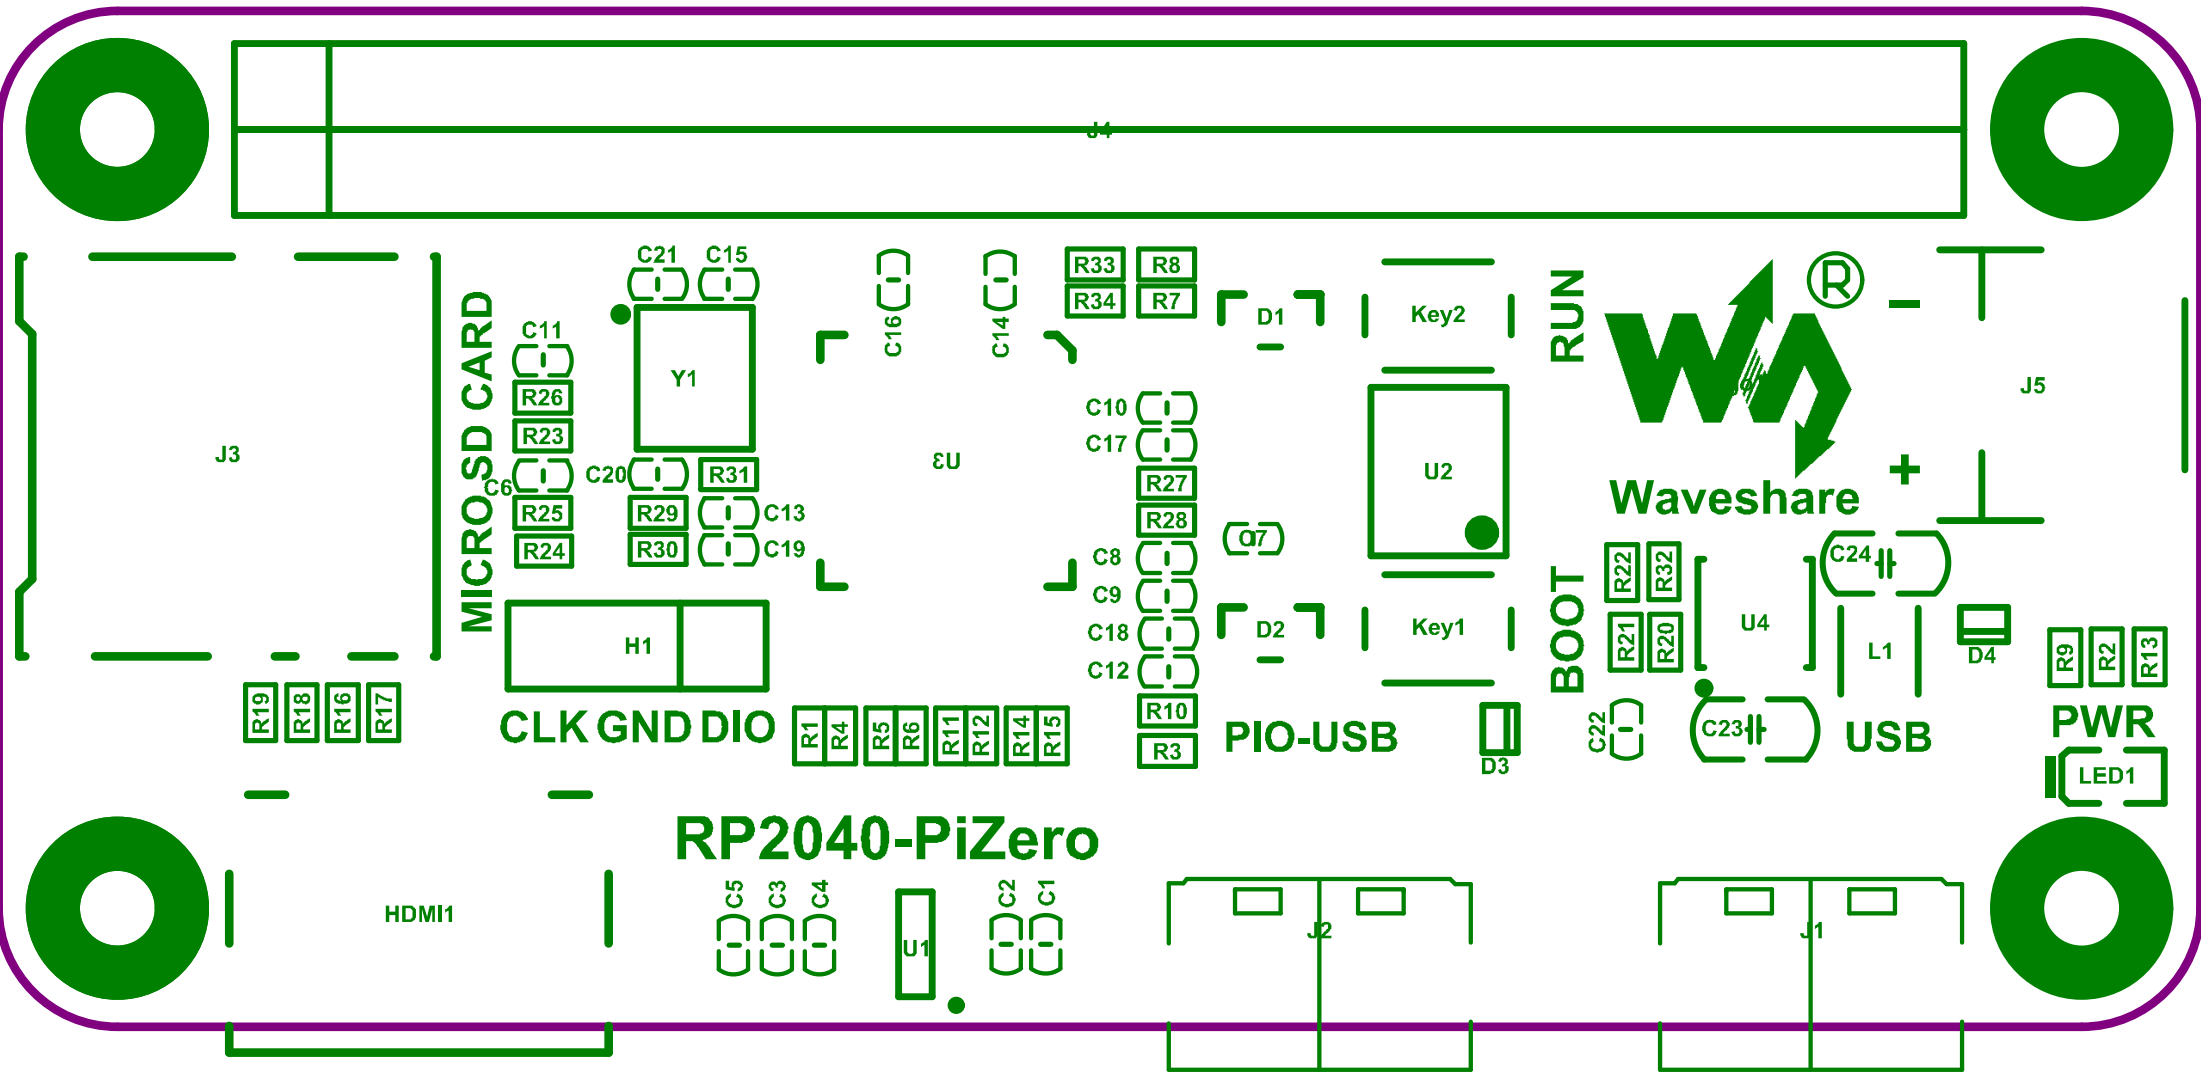 J4
C21 C15
R33 R8
R34 R7
C16 C14
D1
Key2
RUN
®
−
C11
MICRO SD CARD
Y1
R26
J5
C10
R23
C17
J3
U3
U2
+
C6
C20
R31
R27
Waveshare
R25
R29
C13
R28
R24
R30
C19
C7
C8
C24
R22
R32
C9
BOOT
H1
C18
D2
Key1
R21
R20
U4
L1
D4
C12
R9
R2
R13
R19
R18
R16
R17
R10
CLK GND DIO
R1
R4
R5
R6
R11
R12
R14
R15
R3
PIO-USB
D3
C22
C23
USB
PWR
LED1
RP2040-PiZero
C5
C3
C4
C2
C1
HDMI1
U1
J2
J1